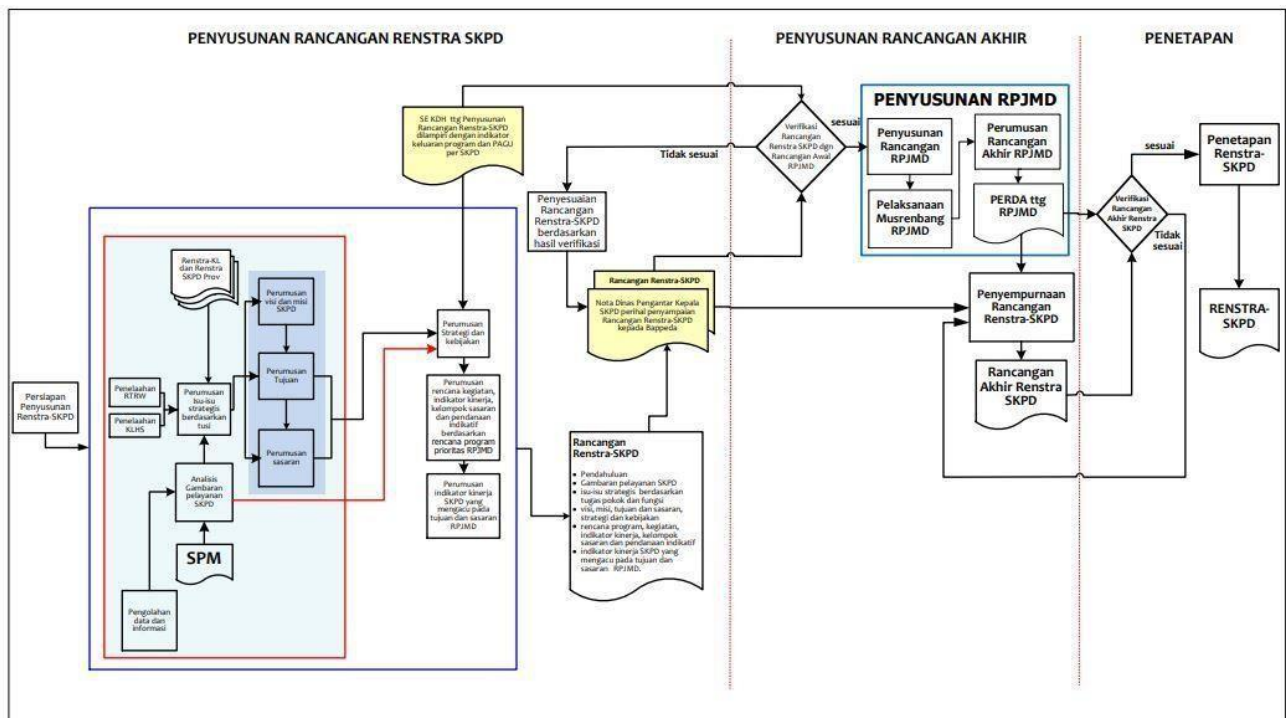 PENYUSUNAN RANCANGAN RENSTRA SKPD
PENYUSUNAN RANCANGAN AKHIR
PENETAPAN
SE KDH ttg Penyusunan
Rancangan Renstra-SKPD
dilampiri dengan indikator
keluaran program dan PAGU
per SKPD
Verifikasi
Rancangan
Renstra SKPD dgn
Rancangan Awal
RPJMD
sesuai
Tidak sesuai
PENYUSUNAN RPJMD
Penyusunan
Rancangan
RPJMD
Perumusan
Rancangan
Akhir RPJMD
Pelaksanaan
Musrenbang
RPJMD
PERDA ttg
RPJMD
Verifikasi
Rancangan
Akhir Renstra
SKPD
sesuai
Tidak
sesuai
Penetapan
Renstra-
SKPD
RENSTRA-
SKPD
Penyesuaian
Rancangan
Renstra-SKPD
berdasarkan
hasil verifikasi
Rancangan Renstra-SKPD
Nota Dinas Pengantar Kepala
SKPD perihal penyampaian
Rancangan Renstra-SKPD
kepada Bappeda
Penyempurnaan
Rancangan
Renstra-SKPD
Rancangan
Akhir Renstra
SKPD
Persiapan
Penyusunan
Renstra-SKPD
Renstra-KL
dan Renstra
SKPD Prov
Penelaahan
RTRW
Penelaahan
KLHS
Perumusan
Isu-isu
strategis
berdasarkan
tusi
Perumusan
visi dan misi
SKPD
Perumusan
Tujuan
Perumusan
sasaran
Analisis
Gambaran
pelayanan
SKPD
SPM
Pengolahan
data dan
informasi
Perumusan
Strategi dan
kebijakan
Perumusan
rencana kegiatan,
indikator kinerja,
kelompok sasaran
dan pendanaan
indikatif
berdasarkan
rencana program
prioritas RPJMD
Perumusan
indikator kinerja
SKPD yang
mengacu pada
tujuan dan sasaran
RPJMD
Rancangan
Renstra-SKPD
• Pendahuluan
• Gambaran pelayanan SKPD
• isu-isu strategis berdasarkan
tugas pokok dan fungsi
• visi, misi, tujuan dan sasaran,
strategi dan kebijakan
• rencana program, kegiatan,
indikator kinerja, kelompok
sasaran dan pendanaan indikatif
• indikator kinerja SKPD yang
mengacu pada tujuan dan
sasaran RPJMD.